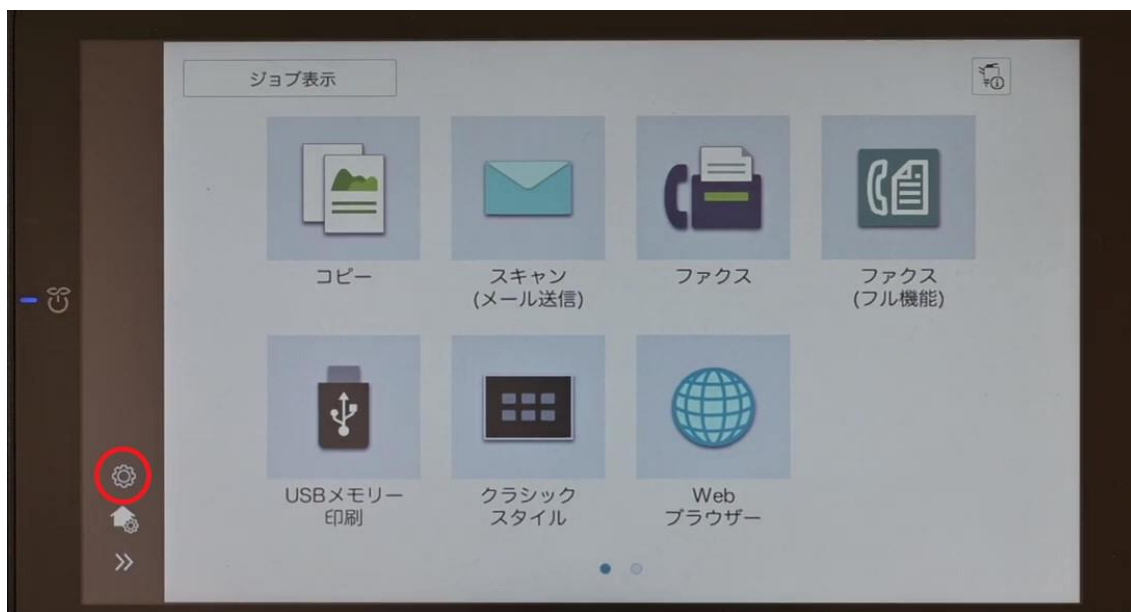 ジョブ表示
コピー
スキャン
(メール送信)
ファクス
ファクス
(フル機能)
USBメモリー
印刷
クラシック
スタイル
Web
ブラウザー